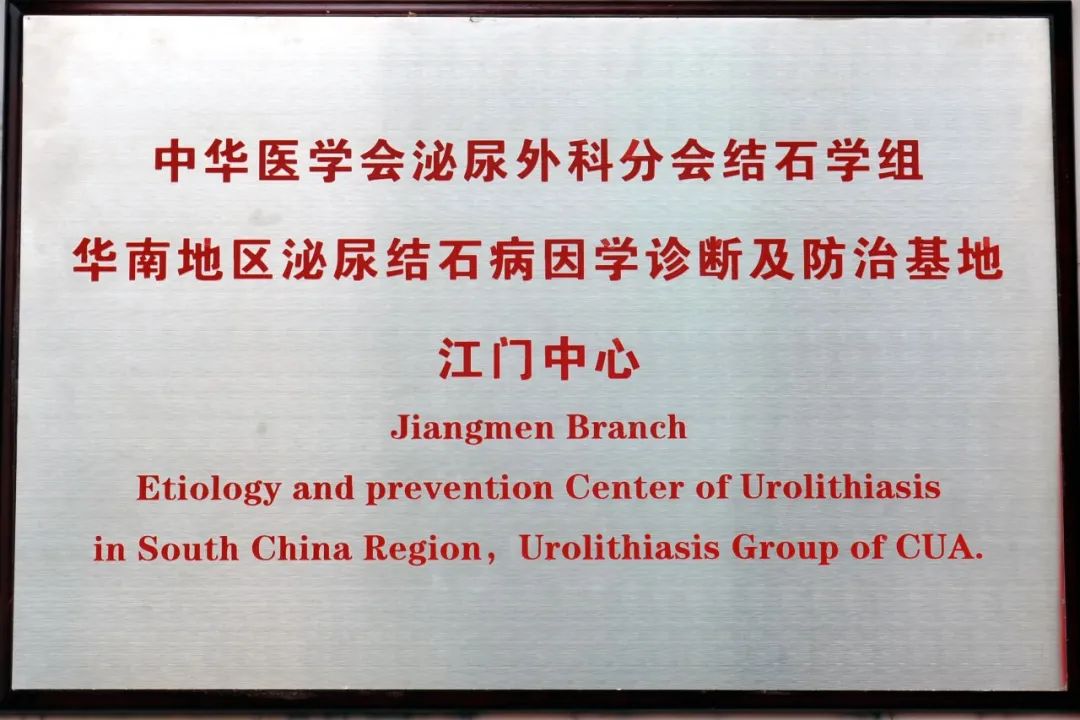 中华医学会泌尿外科分会结石学组
华南地区泌尿结石病因学诊断及防治基地
江门中心
Jiangmen Branch
Etiology and prevention Center of Urolithiasis
in South China Region，Urolithiasis Group of CUA.